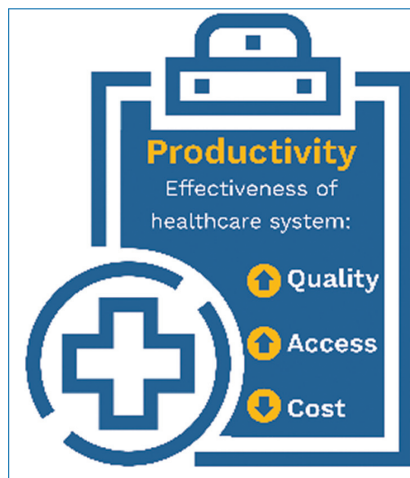 Productivity
Effectiveness of
healthcare system:
Quality
Access
Cost